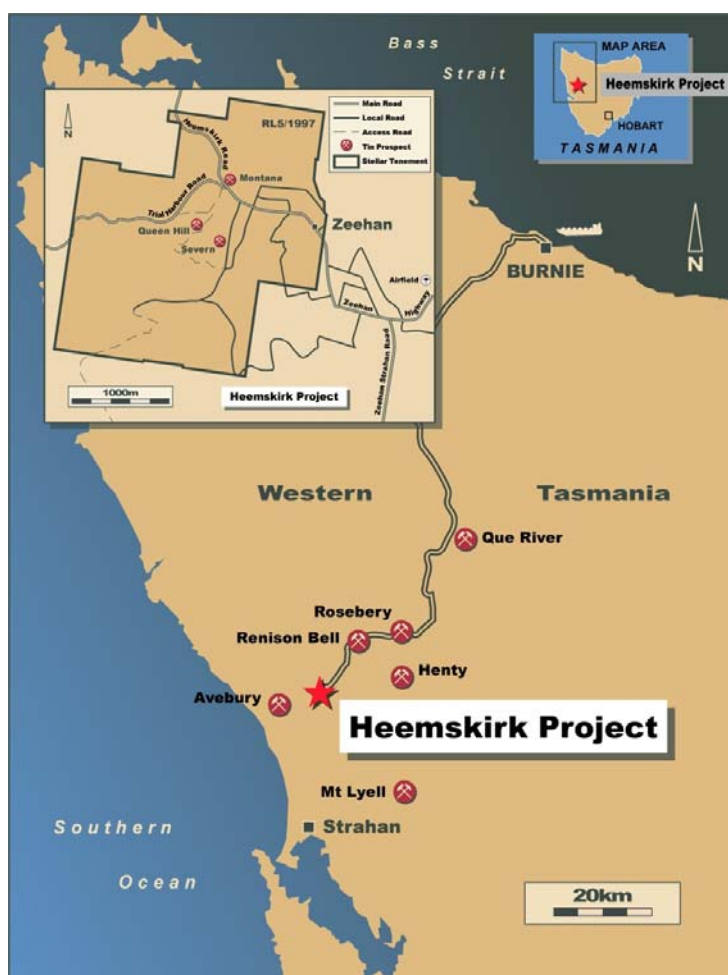 Bass
Strait
MAP AREA
Heemskirk Project
HOBART
TASMANIA
N
RL5/1997
Main Road
Local Road
Access Road
Tin Prospect
Stellar Tenement
Heemskirk Road
Montana
Trial Harbour Road
Queen Hill
Severn
Zeehan
Airfield
Zeehan
Highway
Zeehan Strahan Road
1000m
Heemskirk Project
N
BURNIE
Western
Tasmania
Que River
Rosebery
Renison Bell
Henty
Avebury
Heemskirk Project
Mt Lyell
Strahan
Southern
Ocean
20km